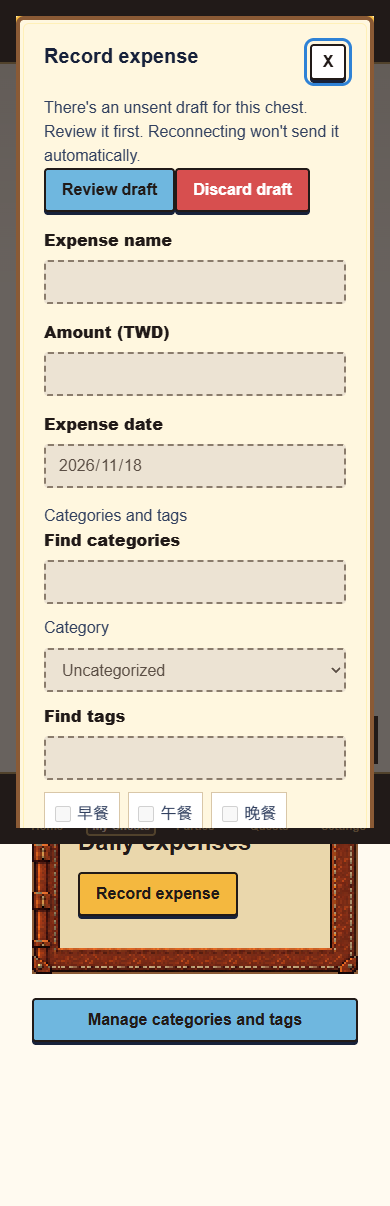 Record expense
X
There's an unsent draft for this chest.
Review it first. Reconnecting won't send it
automatically.
Review draft
Discard draft
Expense name
Amount (TWD)
Expense date
2026/11/18
Categories and tags
Find categories
Category
Uncategorized
Find tags
早餐
午餐
晚餐
Daily expenses
Record expense
Manage categories and tags